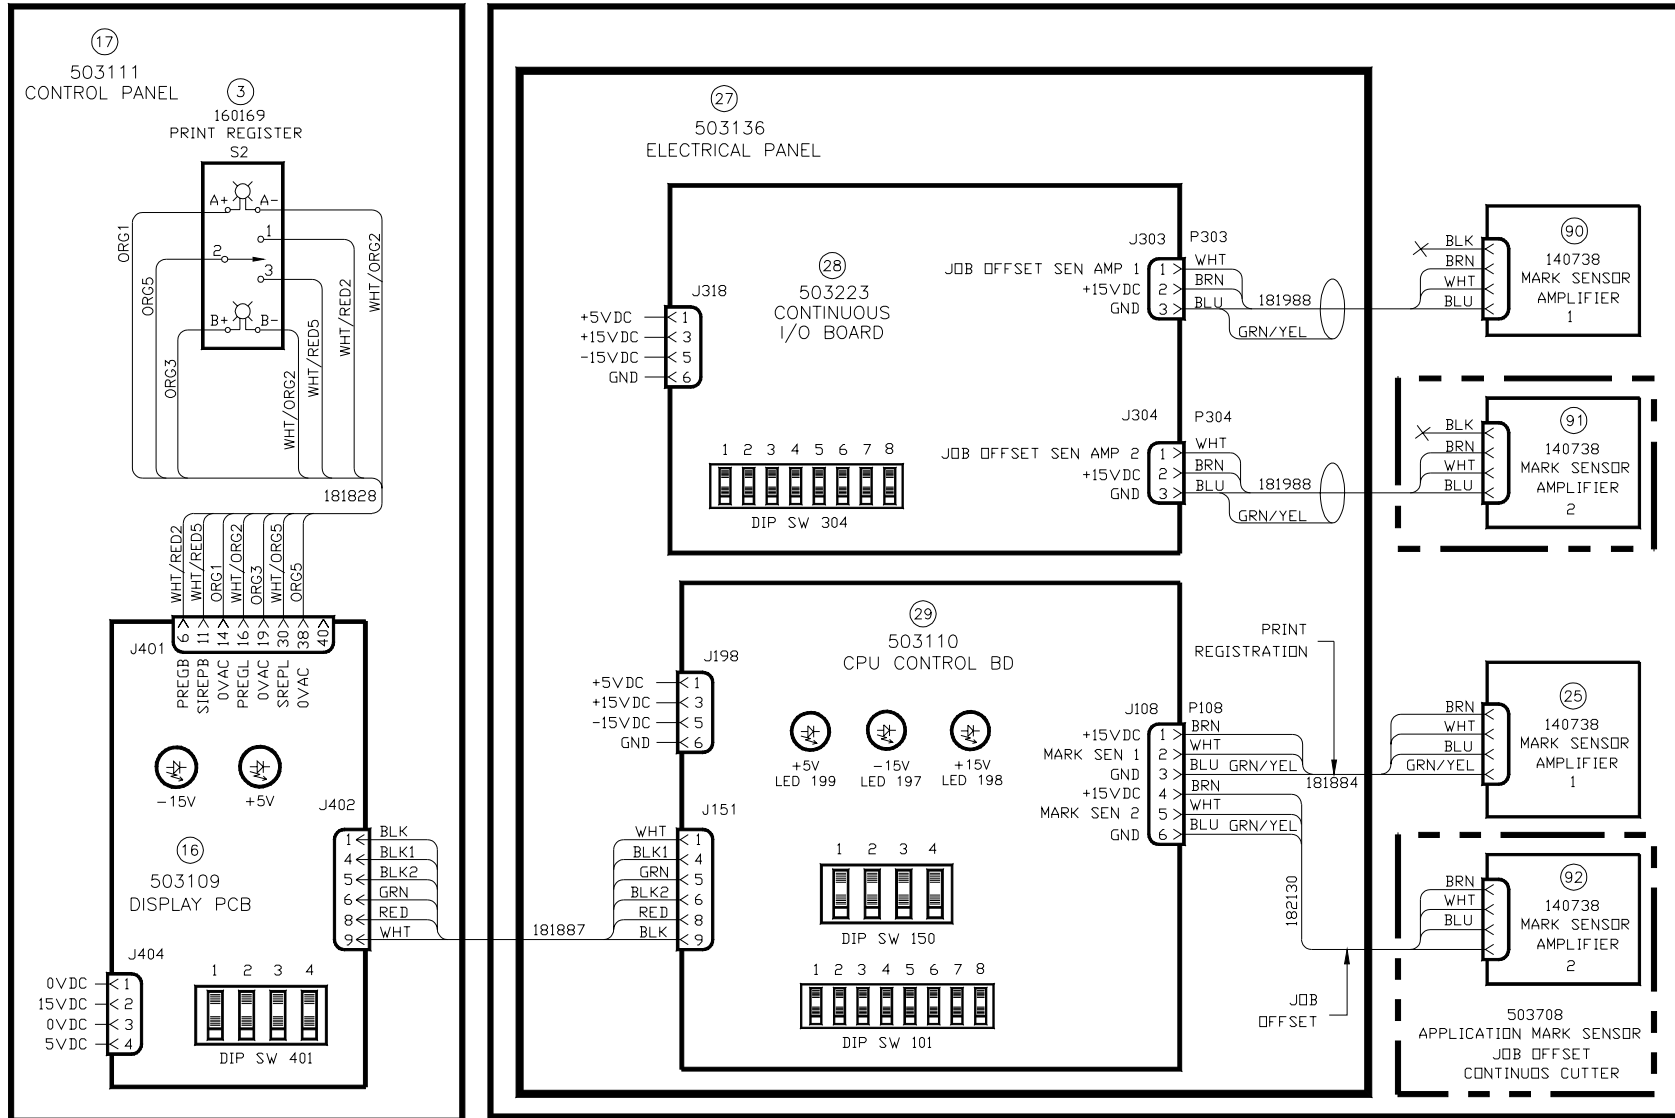 17
503111
CONTROL PANEL
3
160169
PRINT REGISTER
S2
A+ A-
1
2
3
B+ B-
ORG1
ORG5
ORG3
WHT/ORG2
WHT/RED5
WHT/RED2
WHT/ORG2
181828
WHT/RED2
WHT/RED5
ORG1
WHT/ORG2
ORG3
WHT/ORG5
ORG5
J401
6 11 14 16 19 30 38 40
PREGB
SIREPB
0VAC
PREGL
0VAC
SREPL
0VAC
-15V
+5V
J402
16
503109
DISPLAY PCB
1 BLK
4 BLK1
5 BLK2
6 GRN
8 RED
9 WHT
J404
0VDC 1
15VDC 2
0VDC 3
5VDC 4
1 2 3 4
DIP SW 401
181887
27
503136
ELECTRICAL PANEL
28
503223
CONTINUOUS
I/O BOARD
J318
+5VDC 1
+15VDC 3
-15VDC 5
GND 6
1 2 3 4 5 6 7 8
DIP SW 304
J303 P303
JOB OFFSET SEN AMP 1 1 WHT
+15VDC 2 BRN
GND 3 BLU
181988
GRN/YEL
J304 P304
JOB OFFSET SEN AMP 2 1 WHT
+15VDC 2 BRN
GND 3 BLU
181988
GRN/YEL
BLK
BRN
WHT
BLU
90
140738
MARK SENSOR
AMPLIFIER
1
BLK
BRN
WHT
BLU
91
140738
MARK SENSOR
AMPLIFIER
2
29
503110
CPU CONTROL BD
J198
+5VDC 1
+15VDC 3
-15VDC 5
GND 6
+5V
LED 199
-15V
LED 197
+15V
LED 198
J151
WHT 1
BLK1 4
GRN 5
BLK2 6
RED 8
BLK 9
1 2 3 4
DIP SW 150
1 2 3 4 5 6 7 8
DIP SW 101
PRINT
REGISTRATION
J108 P108
+15VDC 1 BRN
MARK SEN 1 2 WHT
GND 3 BLU GRN/YEL
+15VDC 4 BRN
MARK SEN 2 5 WHT
GND 6 BLU GRN/YEL
181884
182130
JOB
OFFSET
BRN
WHT
BLU
GRN/YEL
25
140738
MARK SENSOR
AMPLIFIER
1
BRN
WHT
BLU
92
140738
MARK SENSOR
AMPLIFIER
2
503708
APPLICATION MARK SENSOR
JOB OFFSET
CONTINUOS CUTTER